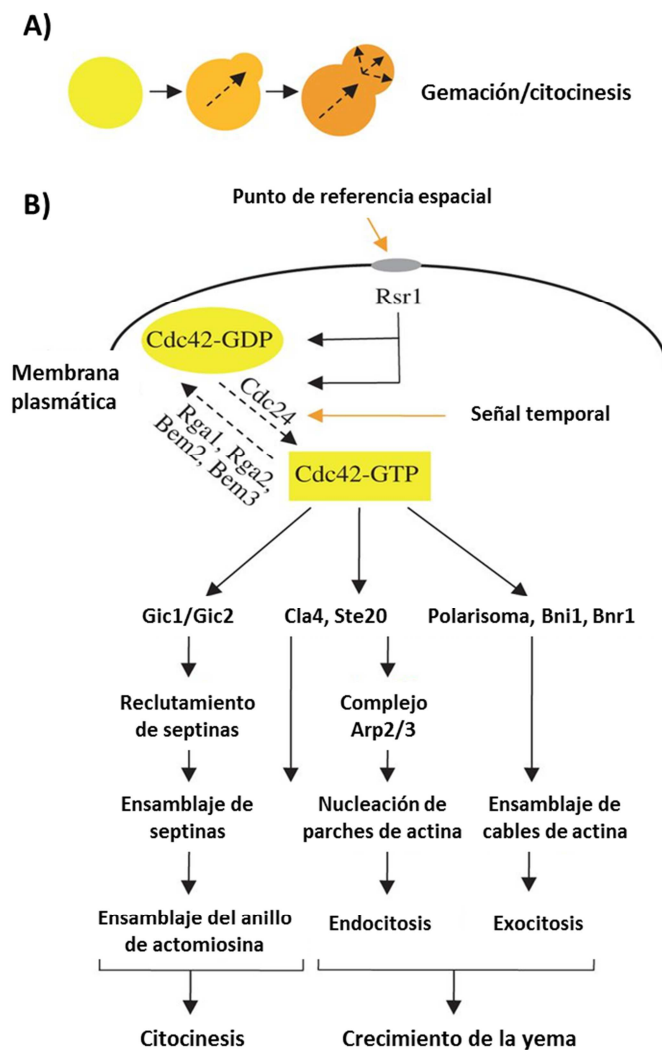 A)
Gemación/citocinesis
B)
Punto de referencia espacial
Rsr1
Cdc42-GDP
Membrana
plasmática
Cdc24
Señal temporal
Rga1, Rga2,
Bem2, Bem3
Cdc42-GTP
Gic1/Gic2
Cla4, Ste20
Polarisoma, Bni1, Bnr1
Reclutamiento
de septinas
Complejo
Arp2/3
Ensamblaje de
septinas
Nucleación de
parches de actina
Ensamblaje de
cables de actina
Ensamblaje del anillo
de actomiosina
Endocitosis
Exocitosis
Citocinesis
Crecimiento de la yema